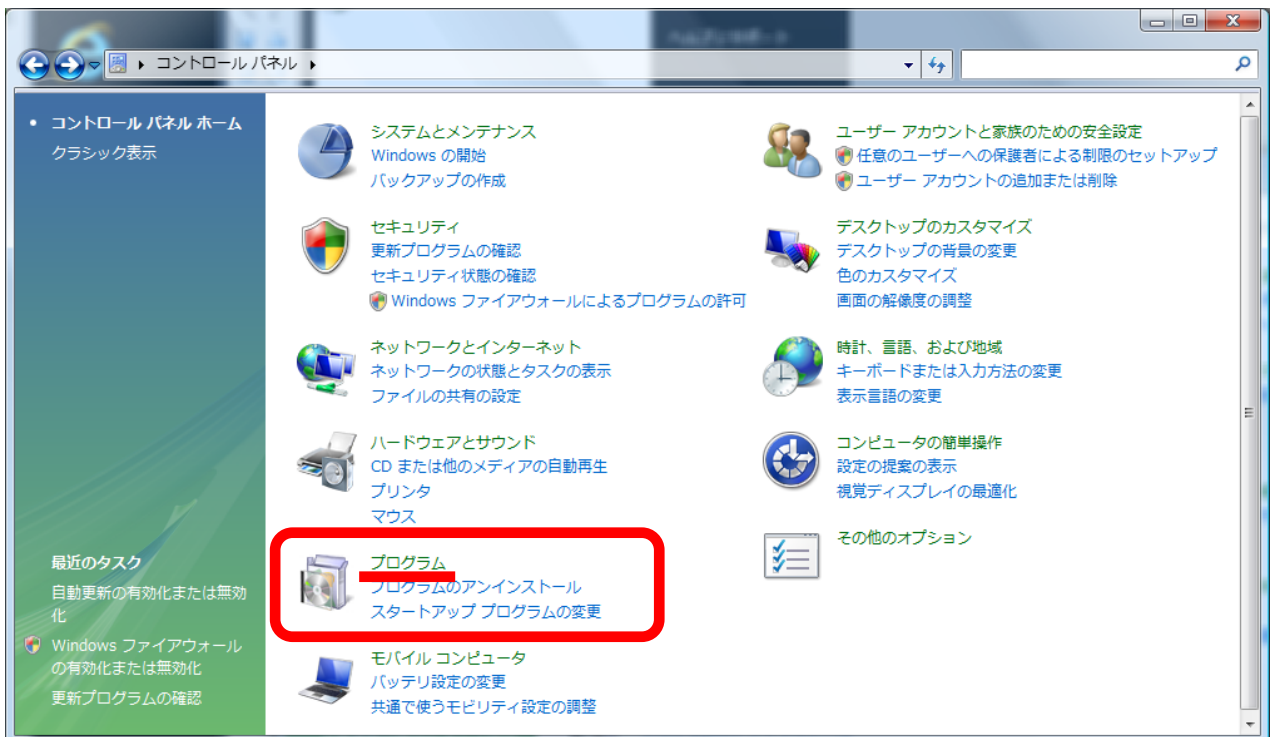 コントロール パネル
コントロール パネル ホーム
クラシック表示
システムとメンテナンス
Windows の開始
バックアップの作成
セキュリティ
更新プログラムの確認
セキュリティ状態の確認
Windows ファイアウォールによるプログラムの許可
ネットワークとインターネット
ネットワークの状態とタスクの表示
ファイルの共有の設定
ハードウェアとサウンド
CD または他のメディアの自動再生
プリンタ
マウス
プログラム
プログラムのアンインストール
スタートアップ プログラムの変更
モバイル コンピュータ
バッテリ設定の変更
共通で使うモビリティ設定の調整
ユーザー アカウントと家族のための安全設定
任意のユーザーへの保護者による制限のセットアップ
ユーザー アカウントの追加または削除
デスクトップのカスタマイズ
デスクトップの背景の変更
色のカスタマイズ
画面の解像度の調整
時計、言語、および地域
キーボードまたは入力方法の変更
表示言語の変更
コンピュータの簡単操作
設定の提案の表示
視覚ディスプレイの最適化
その他のオプション
最近のタスク
自動更新の有効化または無効
化
Windows ファイアウォール
の有効化または無効化
更新プログラムの確認